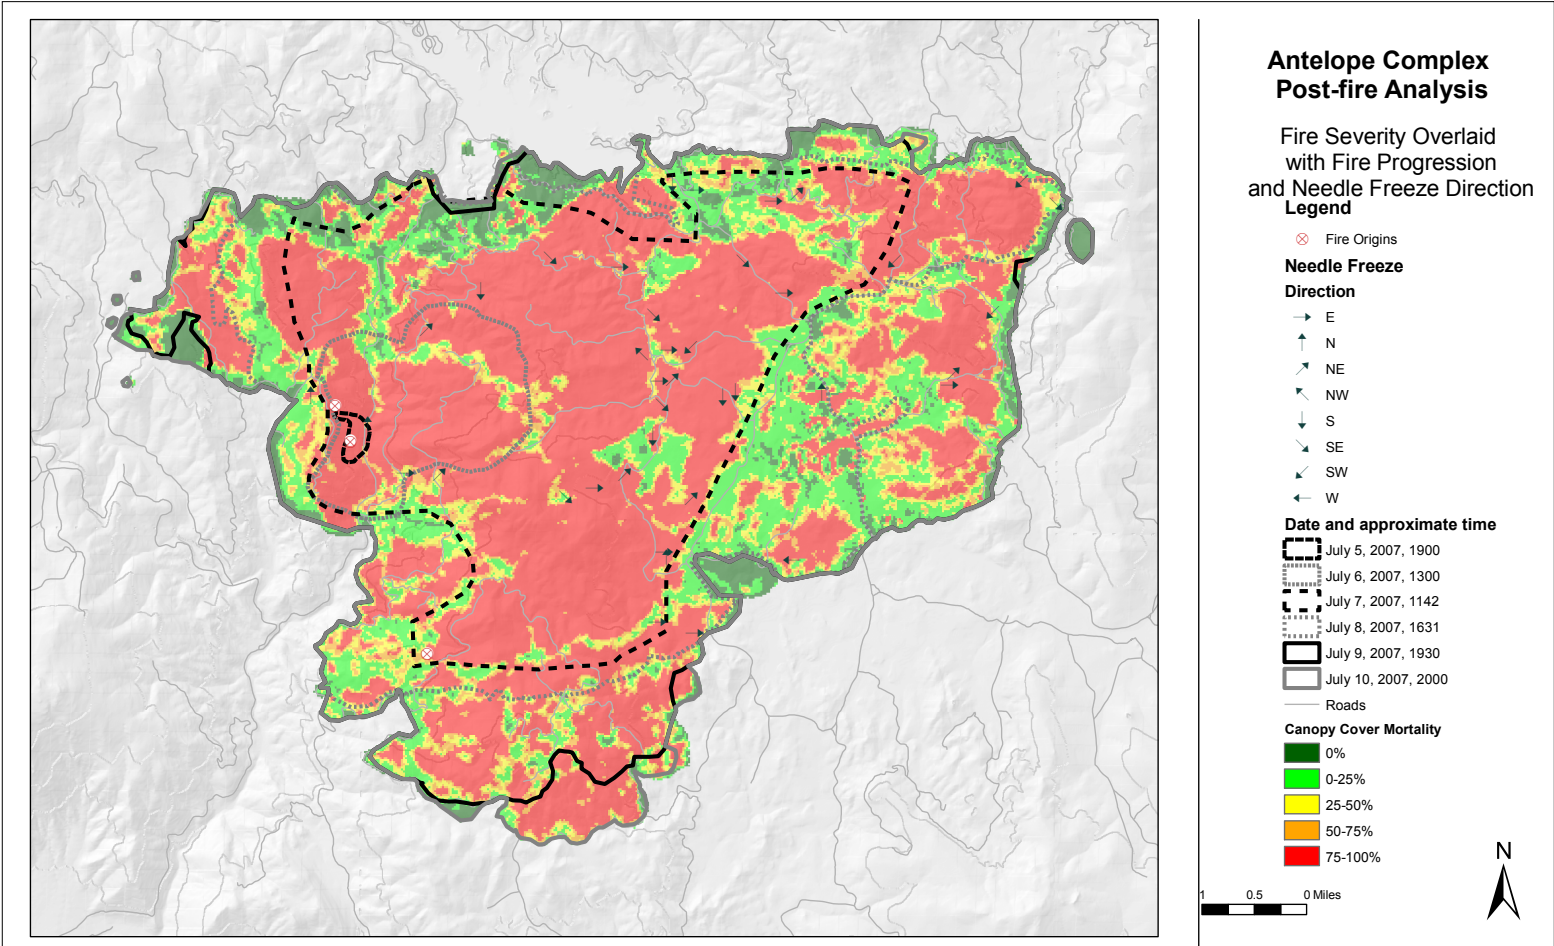 Antelope Complex
Post-fire Analysis
Fire Severity Overlaid
with Fire Progression
and Needle Freeze Direction
Legend
Fire Origins
Needle Freeze
Direction
E
N
NE
NW
S
SE
SW
W
Date and approximate time
July 5, 2007, 1900
July 6, 2007, 1300
July 7, 2007, 1142
July 8, 2007, 1631
July 9, 2007, 1930
July 10, 2007, 2000
Roads
Canopy Cover Mortality
0%
0-25%
25-50%
50-75%
75-100%
N
1 0.5 0 Miles